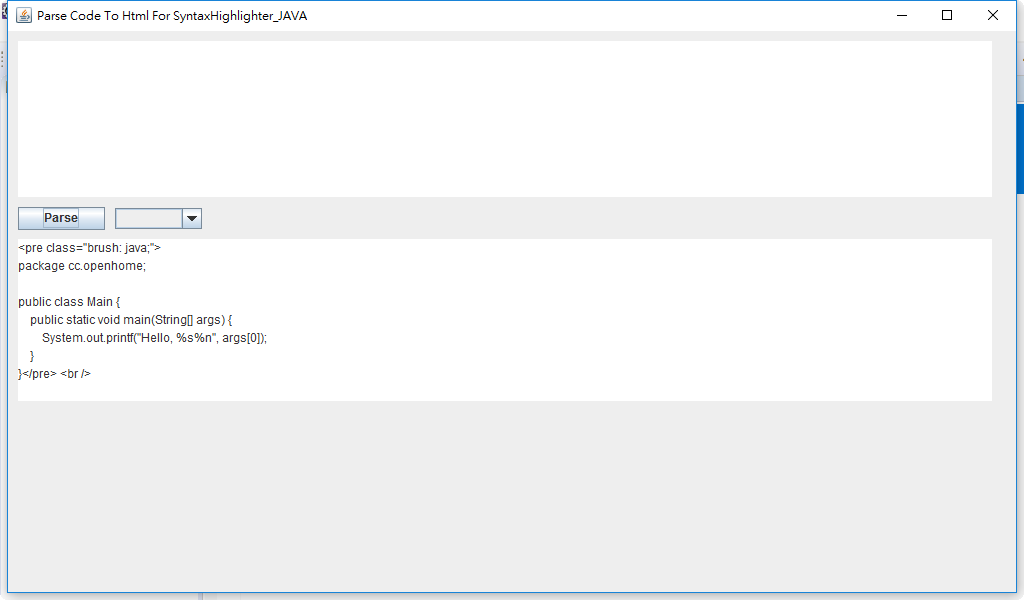 Parse Code To Html For SyntaxHighlighter_JAVA
Parse
<pre class="brush: java;">
package cc.openhome;

public class Main {
    public static void main(String[] args) {
        System.out.printf("Hello, %s%n", args[0]);
    }
}</pre> <br />